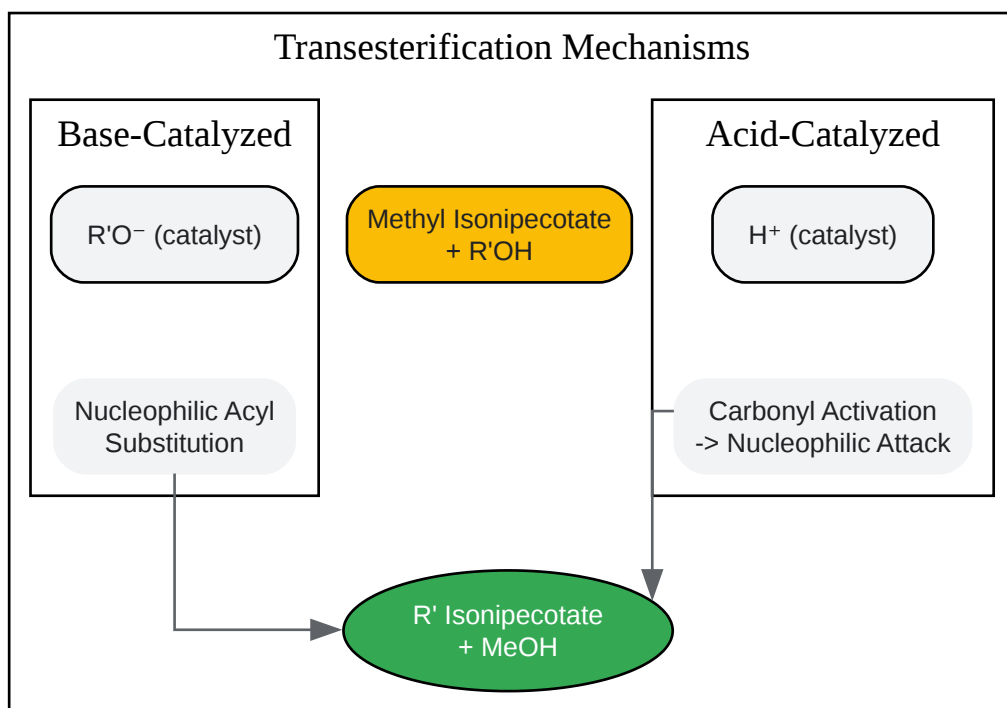 Transesterification Mechanisms
Base-Catalyzed
Acid-Catalyzed
R'O⁻ (catalyst)
Methyl Isonipecotate
+ R'OH
H⁺ (catalyst)
Nucleophilic Acyl
Substitution
Carbonyl Activation
-> Nucleophilic Attack
R' Isonipecotate
+ MeOH